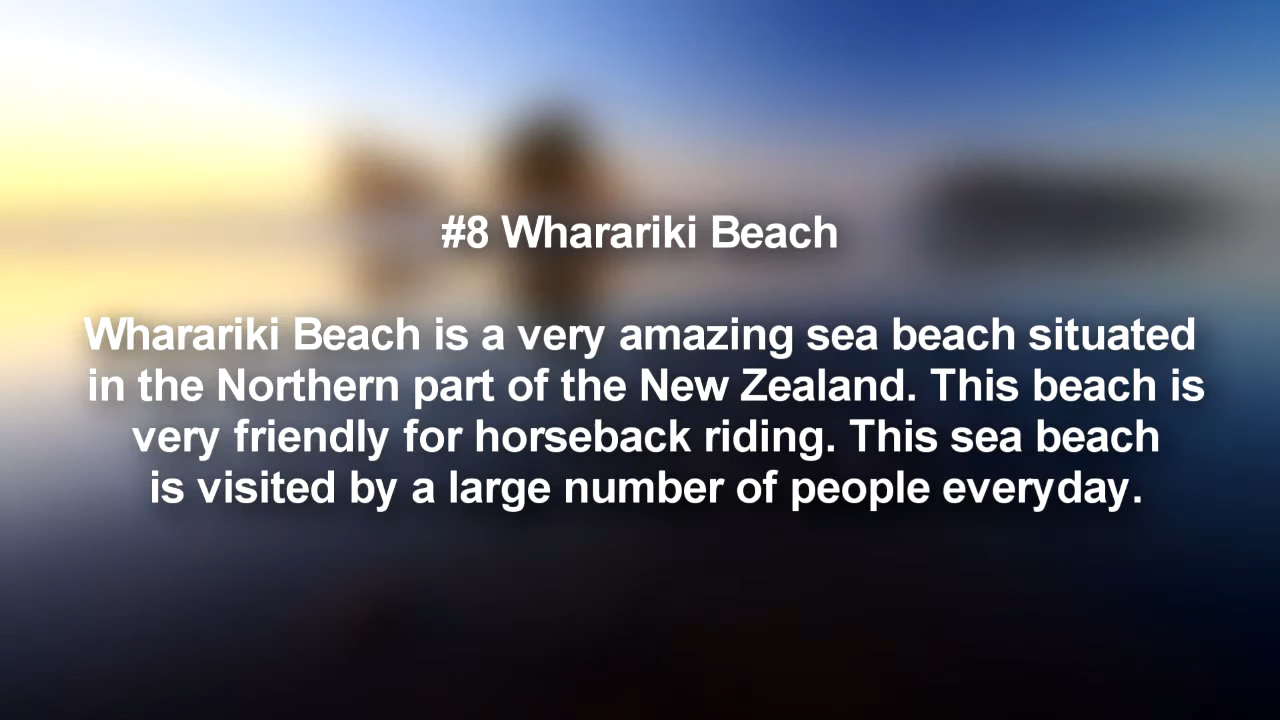 #8 Wharariki Beach
Wharariki Beach is a very amazing sea beach situated
in the Northern part of the New Zealand. This beach is
very friendly for horseback riding. This sea beach
is visited by a large number of people everyday.